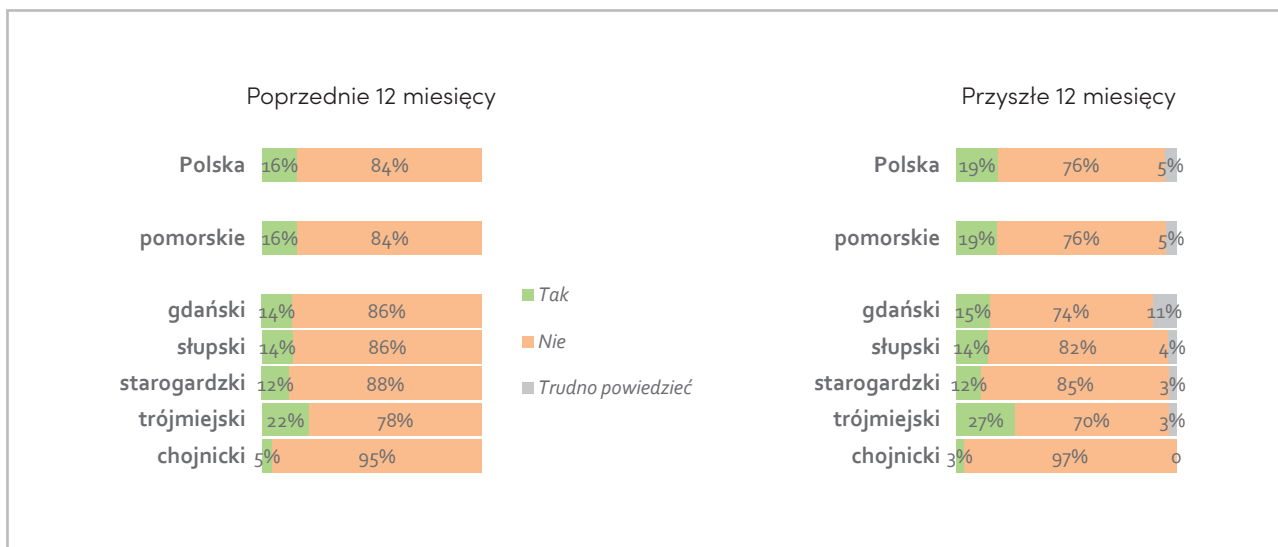 Poprzednie 12 miesięcy
Polska 16% 84%
pomorskie 16% 84%
gdański 14% 86%
słupski 14% 86%
starogardzki 12% 88%
trójmiejski 22% 78%
chojnicki 5% 95%
Tak
Nie
Trudno powiedzieć
Przyszłe 12 miesięcy
Polska 19% 76% 5%
pomorskie 19% 76% 5%
gdański 15% 74% 11%
słupski 14% 82% 4%
starogardzki 12% 85% 3%
trójmiejski 27% 70% 3%
chojnicki 3% 97% 0